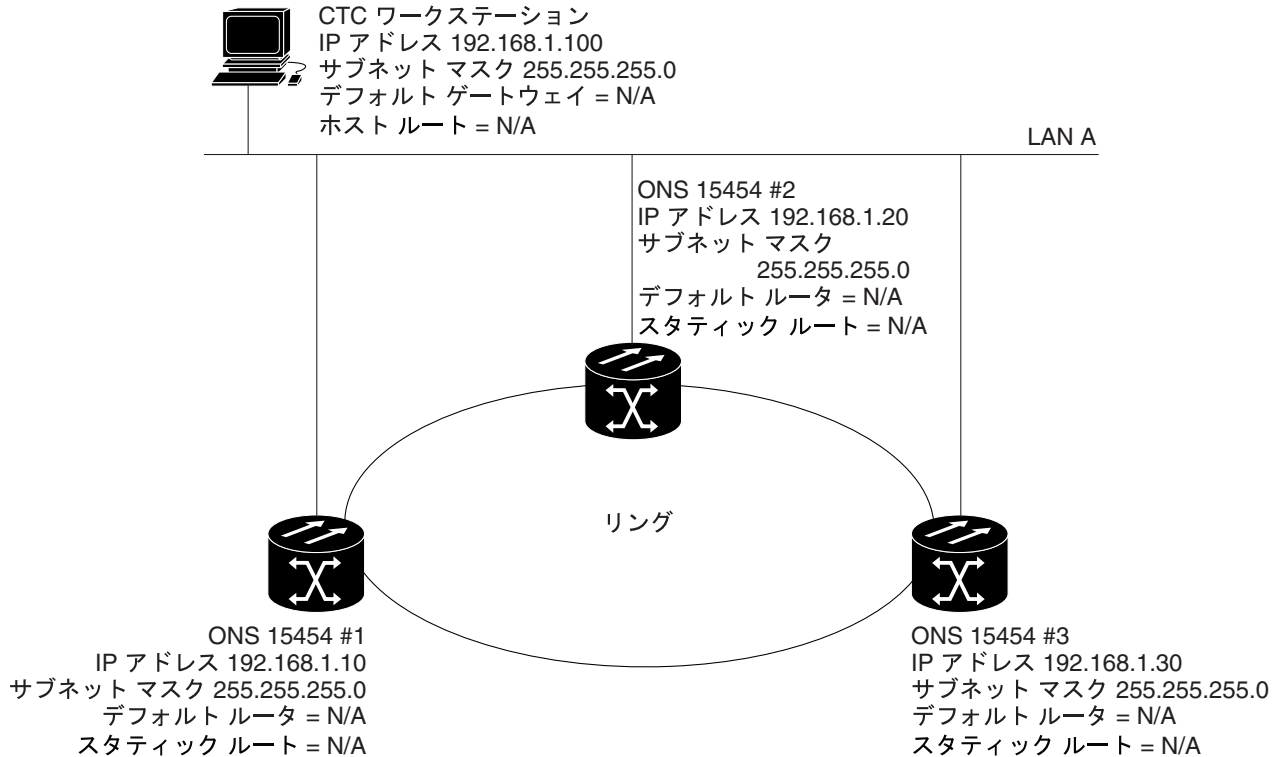 CTC ワークステーション
IP アドレス 192.168.1.100
サブネット マスク 255.255.255.0
デフォルト ゲートウェイ = N/A
ホスト ルート = N/A
LAN A
ONS 15454 #2
IP アドレス 192.168.1.20
サブネット マスク
255.255.255.0
デフォルト ルータ = N/A
スタティック ルート = N/A
リング
ONS 15454 #1
IP アドレス 192.168.1.10
サブネット マスク 255.255.255.0
デフォルト ルータ = N/A
スタティック ルート = N/A
ONS 15454 #3
IP アドレス 192.168.1.30
サブネット マスク 255.255.255.0
デフォルト ルータ = N/A
スタティック ルート = N/A